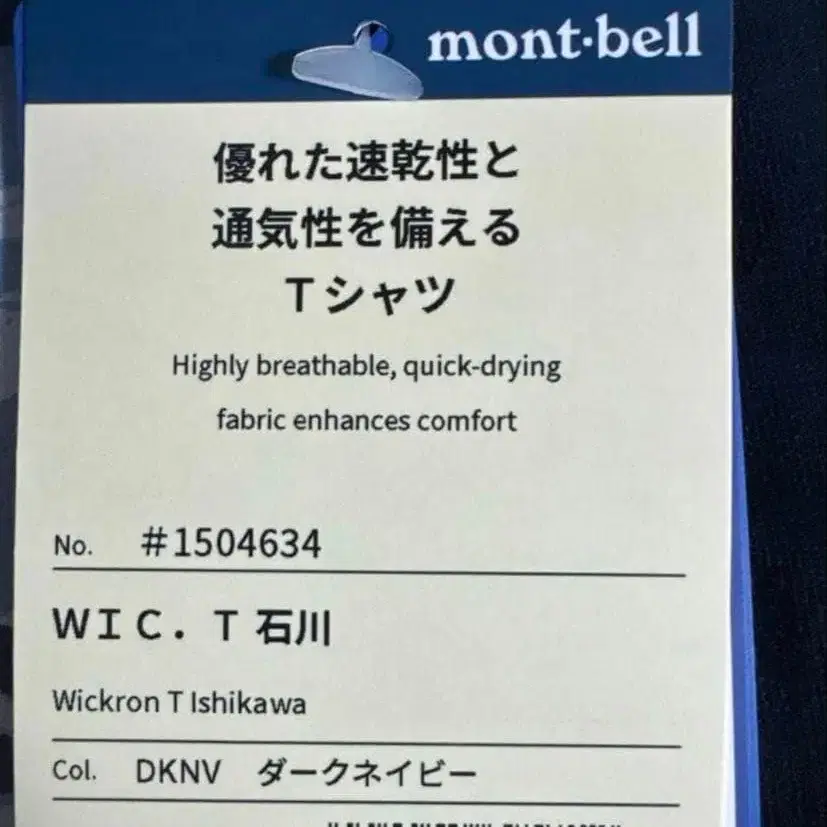 mont·bell
優れた速乾性と
通気性を備える
Ｔシャツ
Highly breathable, quick-drying
fabric enhances comfort
No. ＃1504634
ＷＩＣ．Ｔ 石川
Wickron T Ishikawa
Col. DKNV ダークネイビー